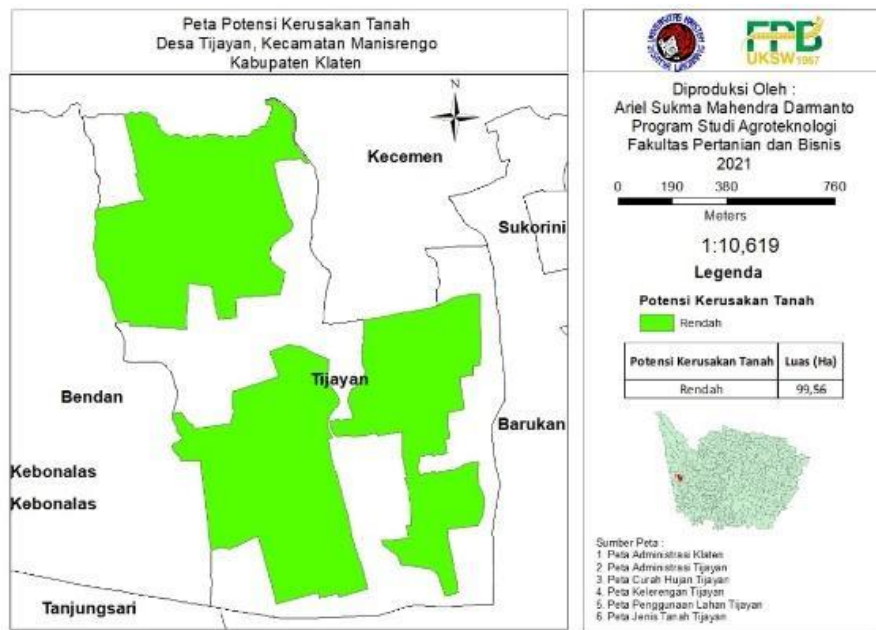 Peta Potensi Kerusakan Tanah
Desa Tijayan, Kecamatan Manisrengo
Kabupaten Klaten
N
Kecemen
Sukorini
Tijayan
Bendan
Barukan
Kebonalas
Kebonalas
Tanjungsari
FPB
UKSW 1967
Diproduksi Oleh :
Ariel Sukma Mahendra Darmanto
Program Studi Agroteknologi
Fakultas Pertanian dan Bisnis
2021
0 190 380 760
Meters
1:10,619
Legenda
Potensi Kerusakan Tanah
Rendah
Potensi Kerusakan Tanah Luas (Ha)
Rendah 99,56
Sumber Peta :
1 Peta Administrasi Klaten
2 Peta Administrasi Tijayan
3 Peta Curah Hujan Tijayan
4. Peta Kelerengan Tijayan
5. Peta Penggunaan Lahan Tijayan
6. Peta Jenis Tanah Tijayan